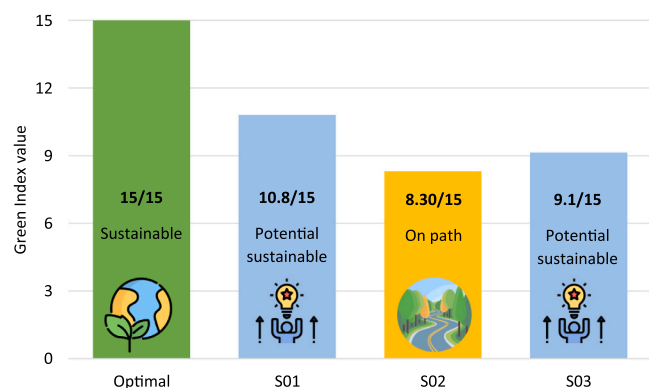 Green Index value
15
12
9
6
3
0
15/15
Sustainable
10.8/15
Potential
sustainable
8.30/15
On path
9.1/15
Potential
sustainable
Optimal
S01
S02
S03